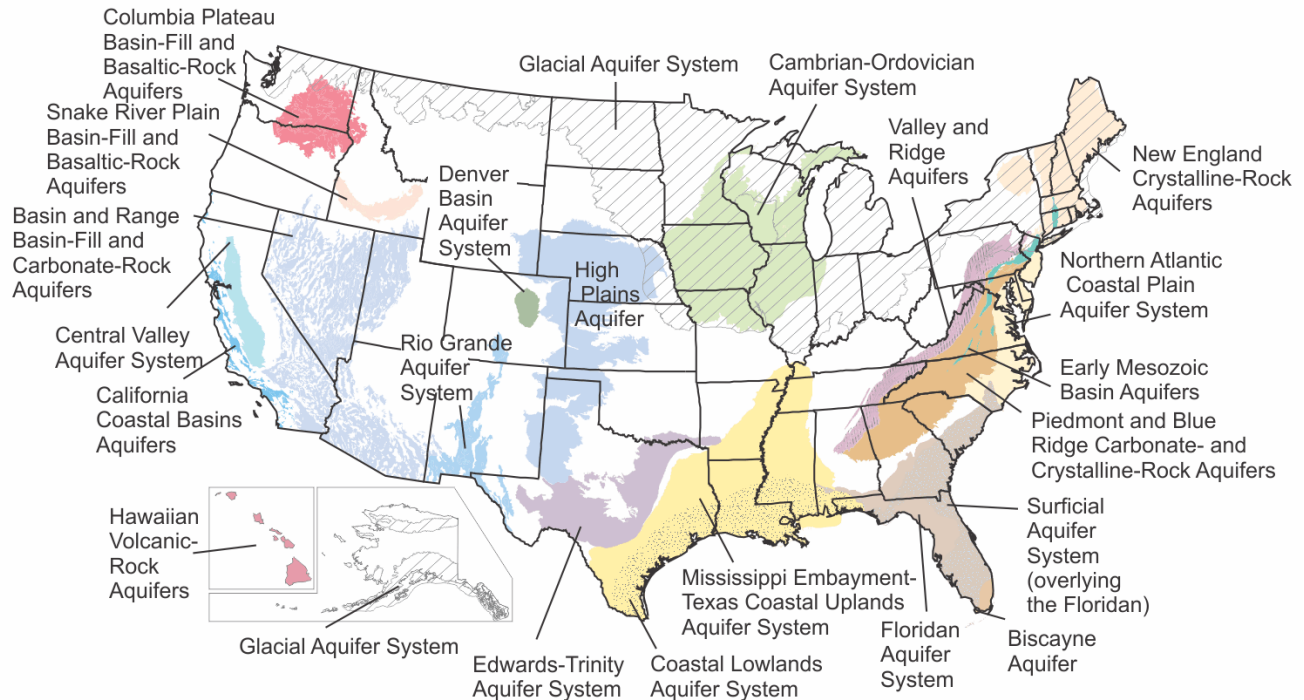 Columbia Plateau
Basin-Fill and
Basaltic-Rock
Aquifers
Snake River Plain
Basin-Fill and
Basaltic-Rock
Aquifers
Basin and Range
Basin-Fill and
Carbonate-Rock
Aquifers
Central Valley
Aquifer System
California
Coastal Basins
Aquifers
Hawaiian
Volcanic-
Rock
Aquifers
Glacial Aquifer System
Denver
Basin
Aquifer
System
High
Plains
Aquifer
Rio Grande
Aquifer
System
Glacial Aquifer System
Cambrian-Ordovician
Aquifer System
Valley and
Ridge
Aquifers
New England
Crystalline-Rock
Aquifers
Northern Atlantic
Coastal Plain
Aquifer System
Early Mesozoic
Basin Aquifers
Piedmont and Blue
Ridge Carbonate- and
Crystalline-Rock Aquifers
Surficial
Aquifer
System
(overlying
the Floridan)
Biscayne
Aquifer
Floridan
Aquifer
System
Mississippi Embayment-
Texas Coastal Uplands
Aquifer System
Coastal Lowlands
Aquifer System
Edwards-Trinity
Aquifer System